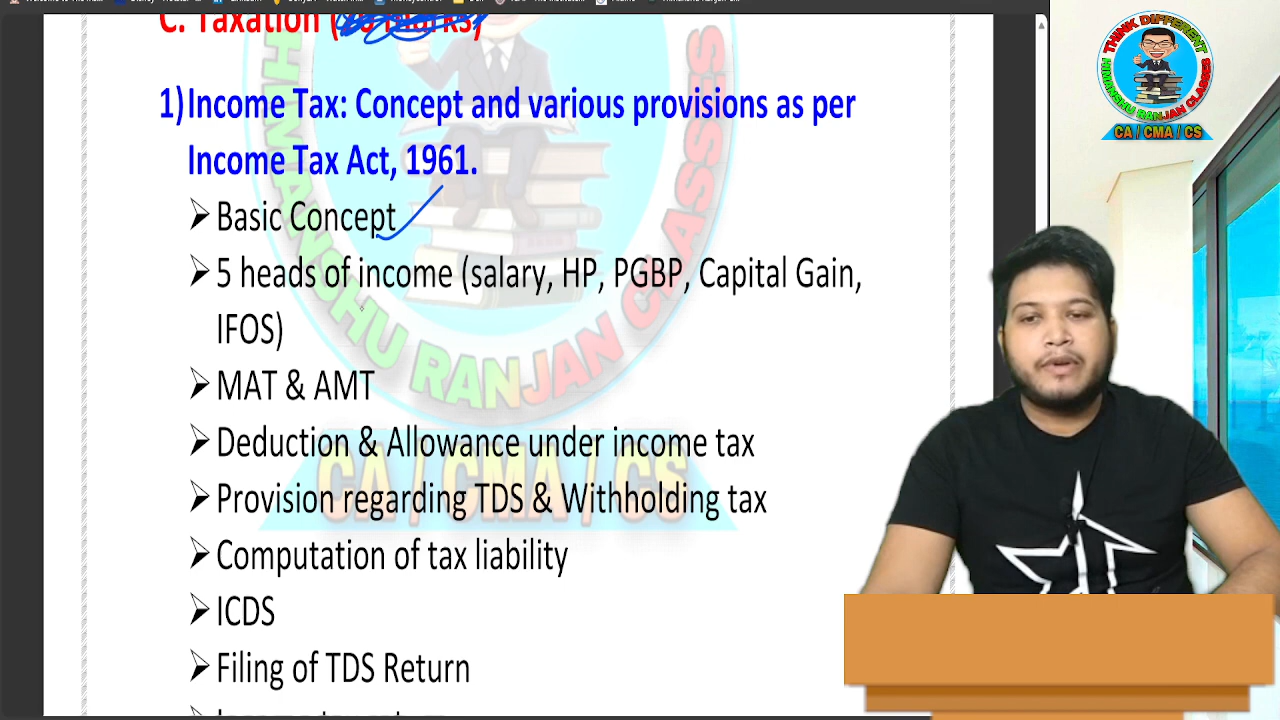 C. Taxation (
1) Income Tax: Concept and various provisions as per
Income Tax Act, 1961.
➢ Basic Concept
➢ 5 heads of income (salary, HP, PGBP, Capital Gain,
IFOS)
➢ MAT & AMT
➢ Deduction & Allowance under income tax
➢ Provision regarding TDS & Withholding tax
➢ Computation of tax liability
➢ ICDS
➢ Filing of TDS Return
HIMANSHU RANJAN CLASSES
CA / CMA / CS
THINK DIFFERENT
HIMANSHU RANJAN CLASSES
CA / CMA / CS